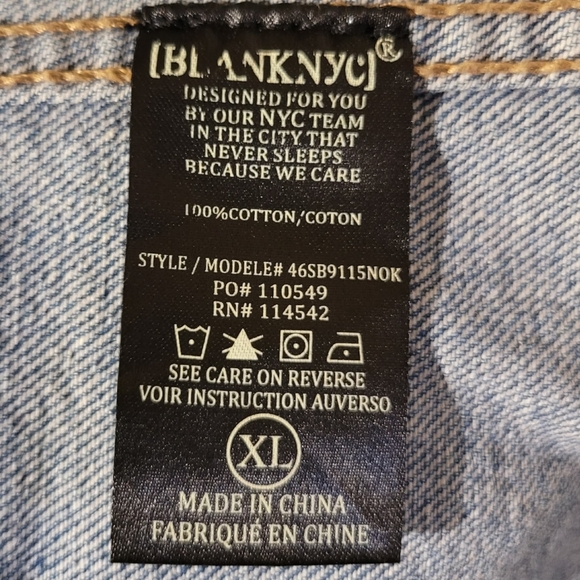 [BLANKNYC]®
DESIGNED FOR YOU
BY OUR NYC TEAM
IN THE CITY THAT
NEVER SLEEPS
BECAUSE WE CARE
100%COTTON/COTON
STYLE / MODELE# 46SB9115NOK
PO# 110549
RN# 114542
SEE CARE ON REVERSE
VOIR INSTRUCTION AUVERSO
XL
MADE IN CHINA
FABRIQUÉ EN CHINE